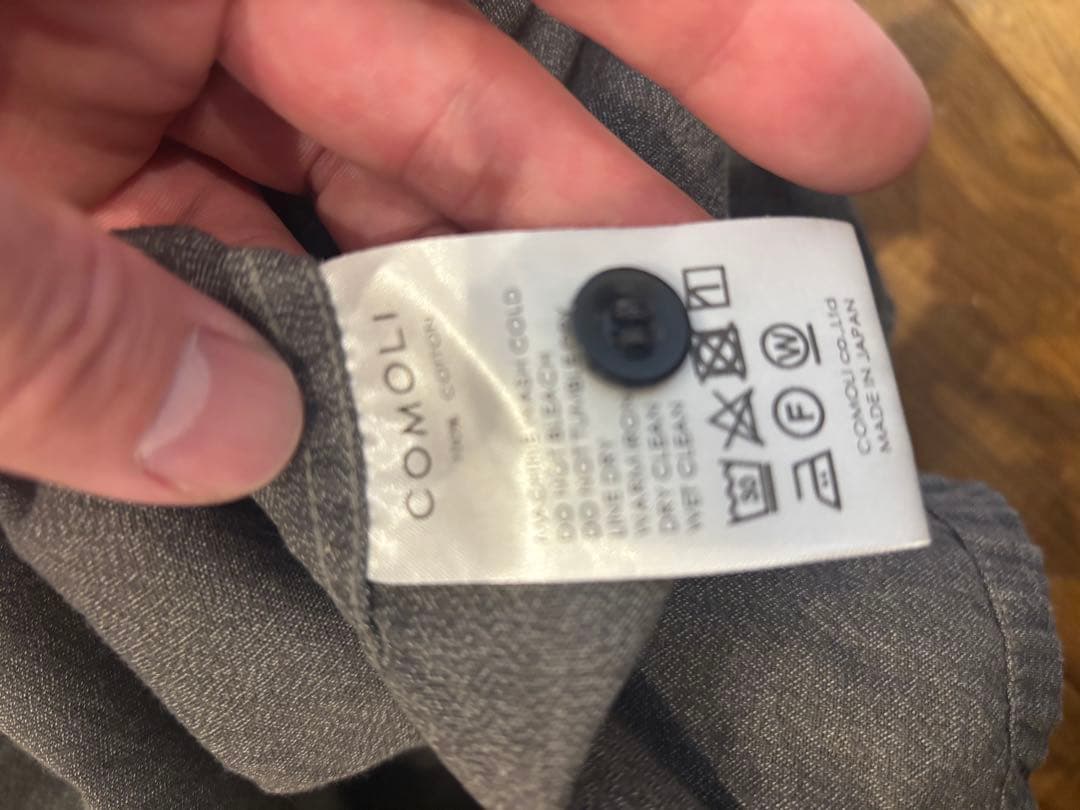 COMOLI
100% COTTON
MACHINE WASH COLD
DO NOT BLEACH
DO NOT TUMBLE DRY
LINE DRY
WARM IRON
DRY CLEAN
WET CLEAN
F W
COMOLI CO.,Ltd
MADE IN JAPAN